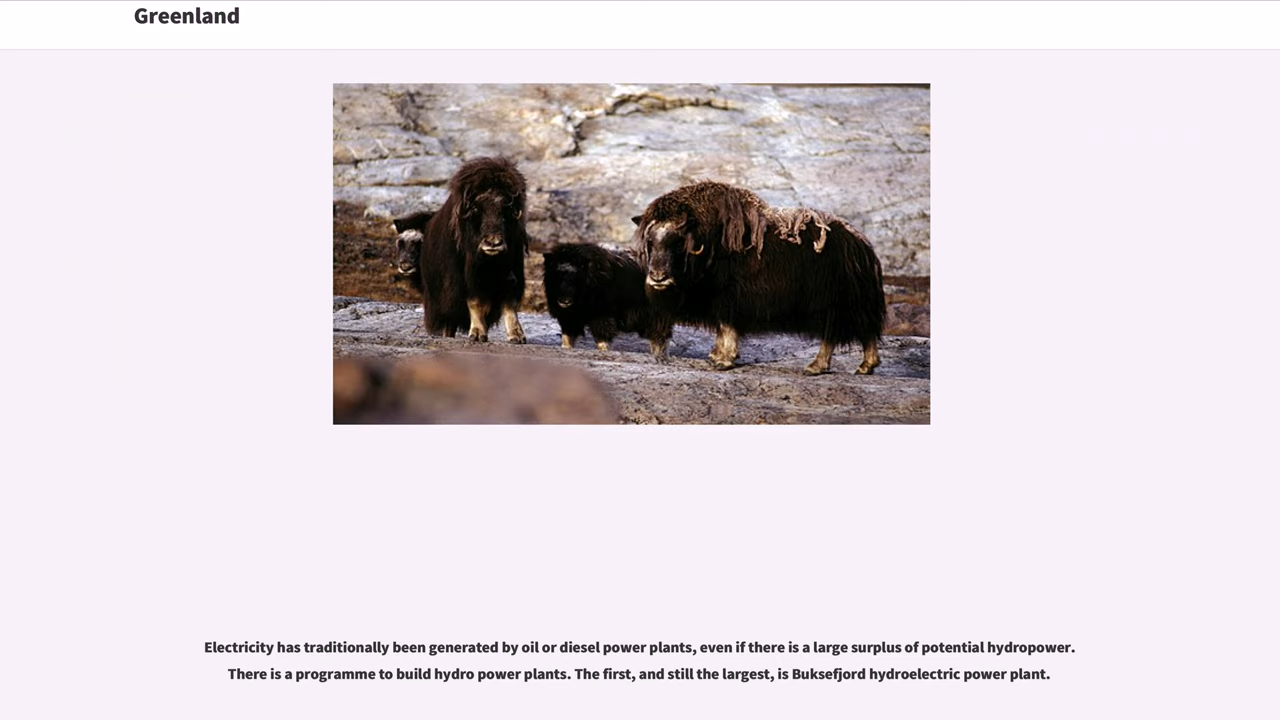 Greenland
Electricity has traditionally been generated by oil or diesel power plants, even if there is a large surplus of potential hydropower.
There is a programme to build hydro power plants. The first, and still the largest, is Buksefjord hydroelectric power plant.